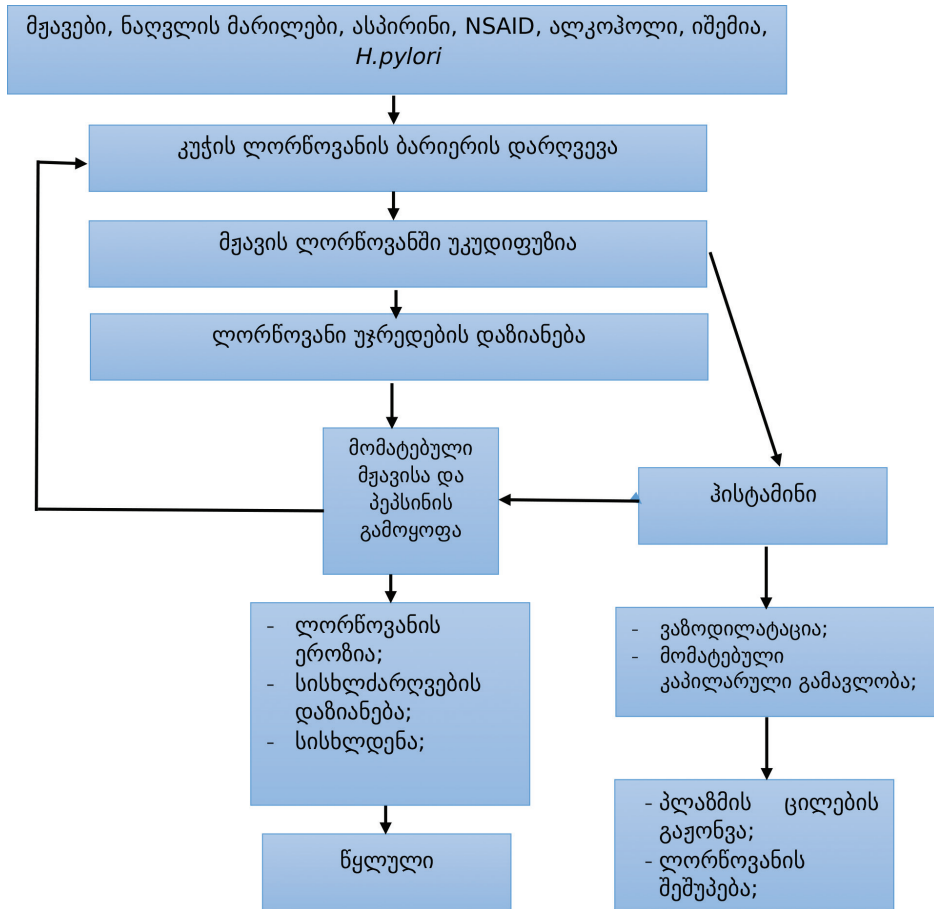 მჟავები, ნაღვლის მარილები, ასპირინი, NSAID, ალკოჰოლი, იშემია,
H.pylori
კუჭის ლორწოვანის ბარიერის დარღვევა
მჟავის ლორწოვანში უკუდიფუზია
ლორწოვანი უჯრედების დაზიანება
მომატებული
მჟავისა და
პეპსინის
გამოყოფა
ჰისტამინი
- ლორწოვანის
ეროზია;
- სისხლძარღვების
დაზიანება;
- სისხლდენა;
- ვაზოდილატაცია;
- მომატებული
კაპილარული გამავლობა;
წყლული
- პლაზმის ცილების
გაჟონვა;
- ლორწოვანის
შეშუპება;